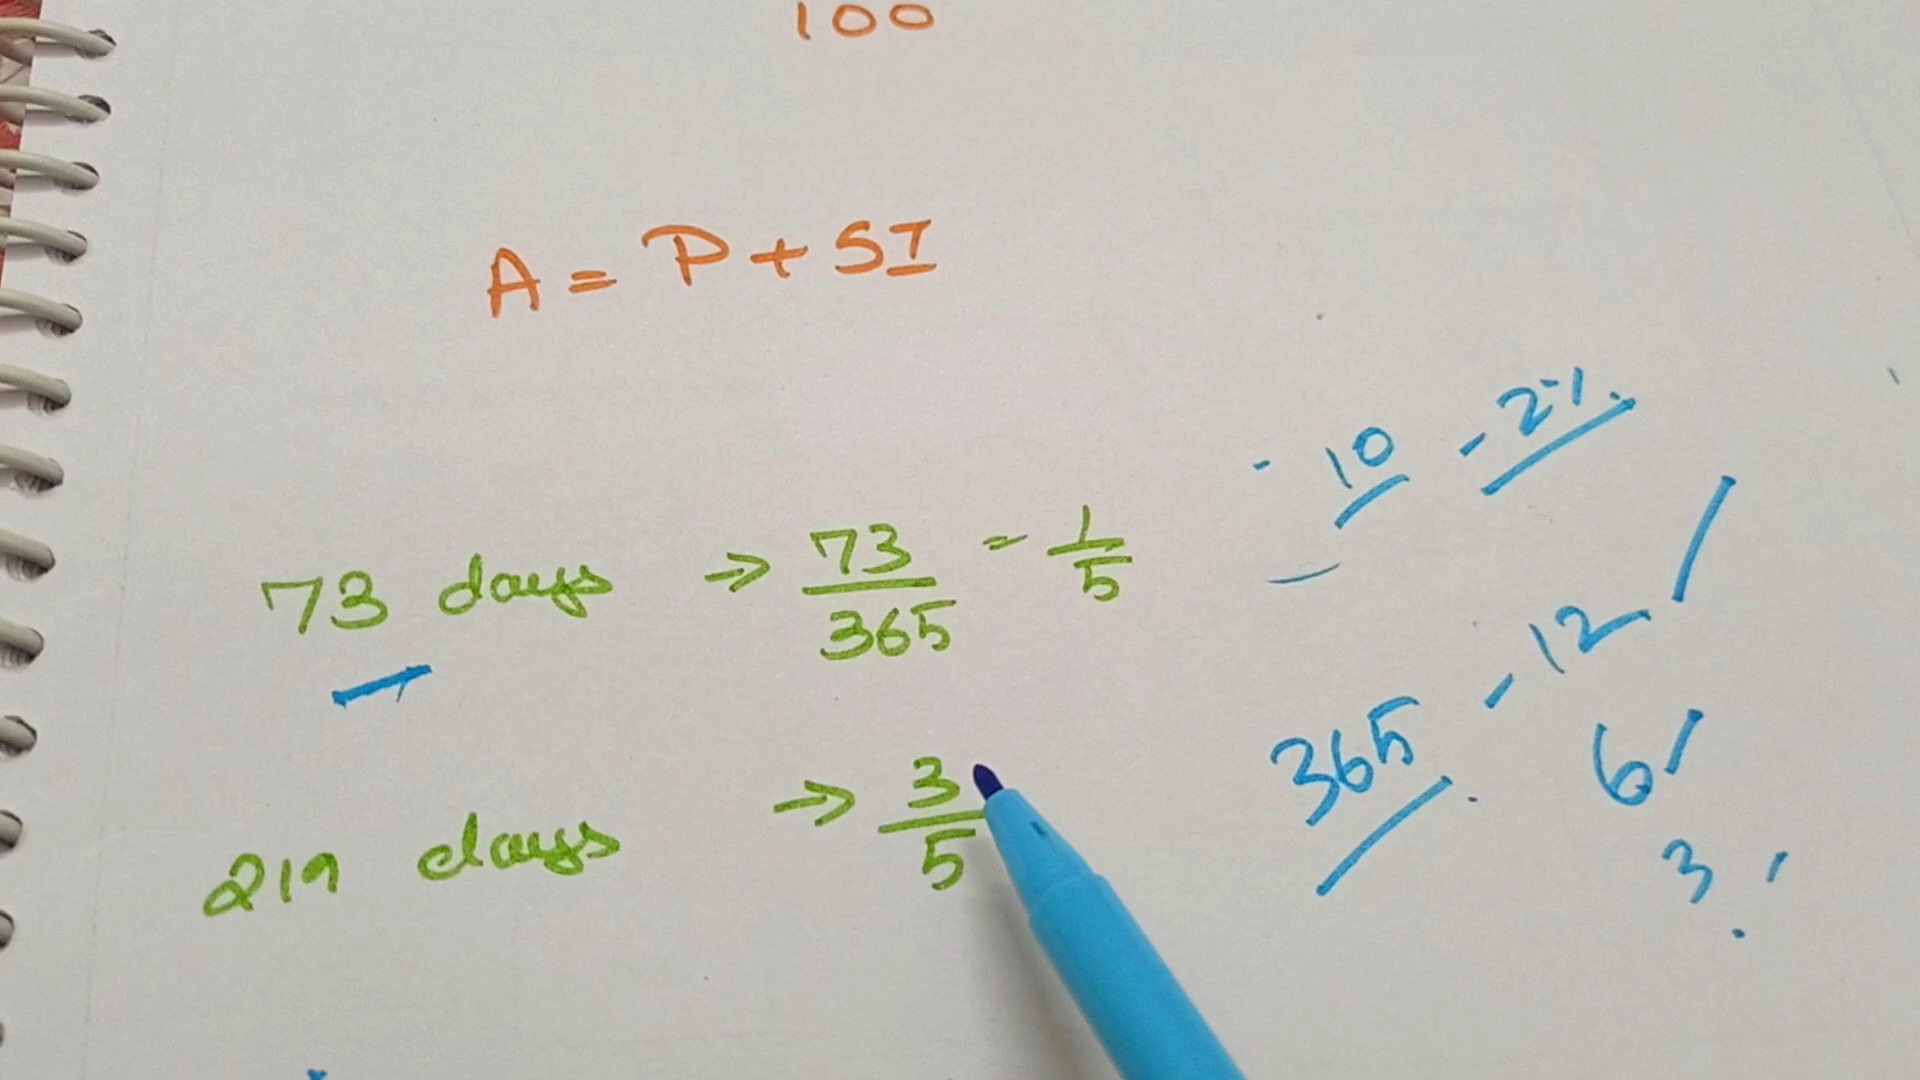 100
A = P + SI
- 10 - 2%
73 days → 73/365 = 1/5
365 - 12
6
219 days → 3/5
3